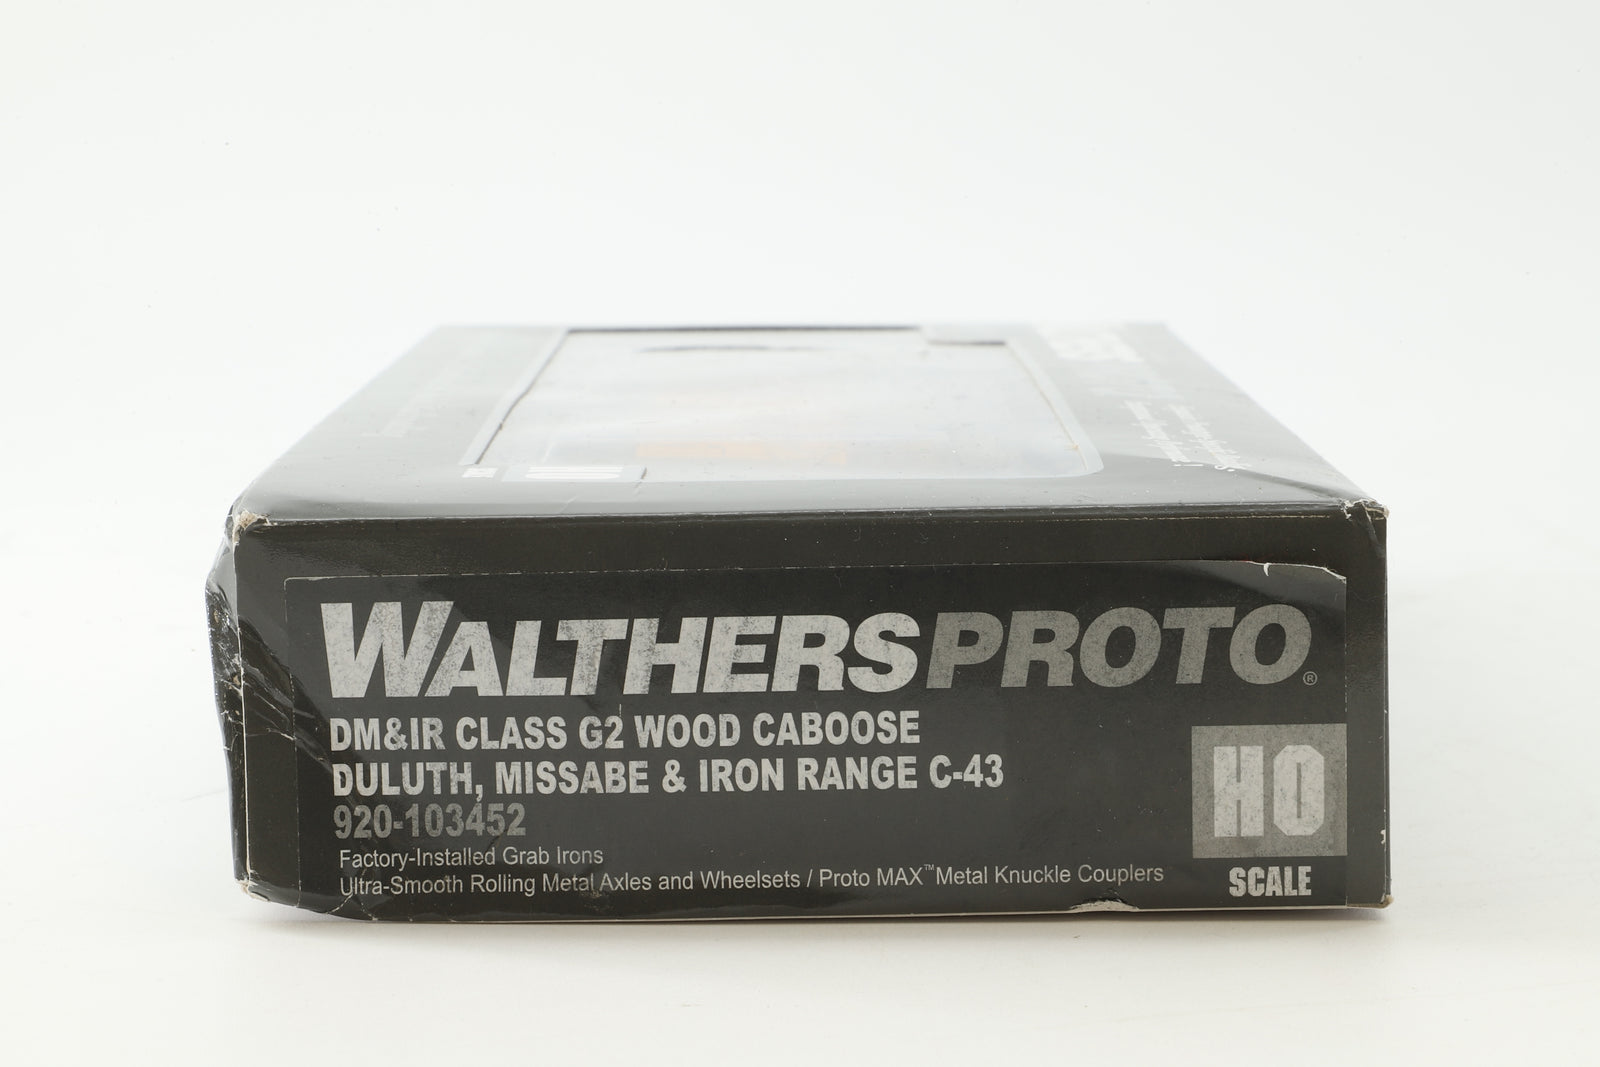 WALTHERSPROTO®
DM&IR CLASS G2 WOOD CABOOSE
DULUTH, MISSABE & IRON RANGE C-43
920-103452
Factory-Installed Grab Irons
Ultra-Smooth Rolling Metal Axles and Wheelsets / Proto MAX™ Metal Knuckle Couplers
HO
SCALE